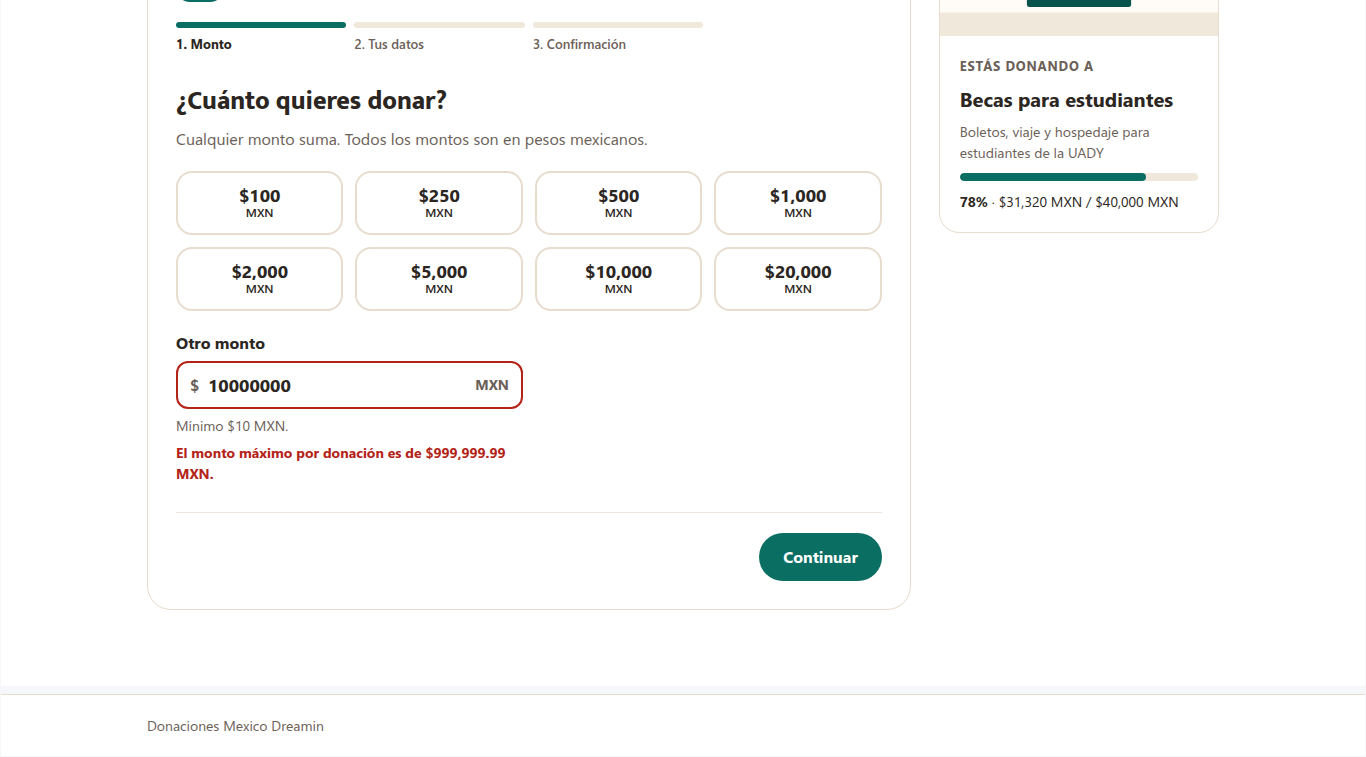 1. Monto
2. Tus datos
3. Confirmación
¿Cuánto quieres donar?
Cualquier monto suma. Todos los montos son en pesos mexicanos.
$100
MXN
$250
MXN
$500
MXN
$1,000
MXN
$2,000
MXN
$5,000
MXN
$10,000
MXN
$20,000
MXN
Otro monto
$ 10000000 MXN
Mínimo $10 MXN.
El monto máximo por donación es de $999,999.99
MXN.
Continuar
ESTÁS DONANDO A
Becas para estudiantes
Boletos, viaje y hospedaje para
estudiantes de la UADY
78% · $31,320 MXN / $40,000 MXN
Donaciones Mexico Dreamin